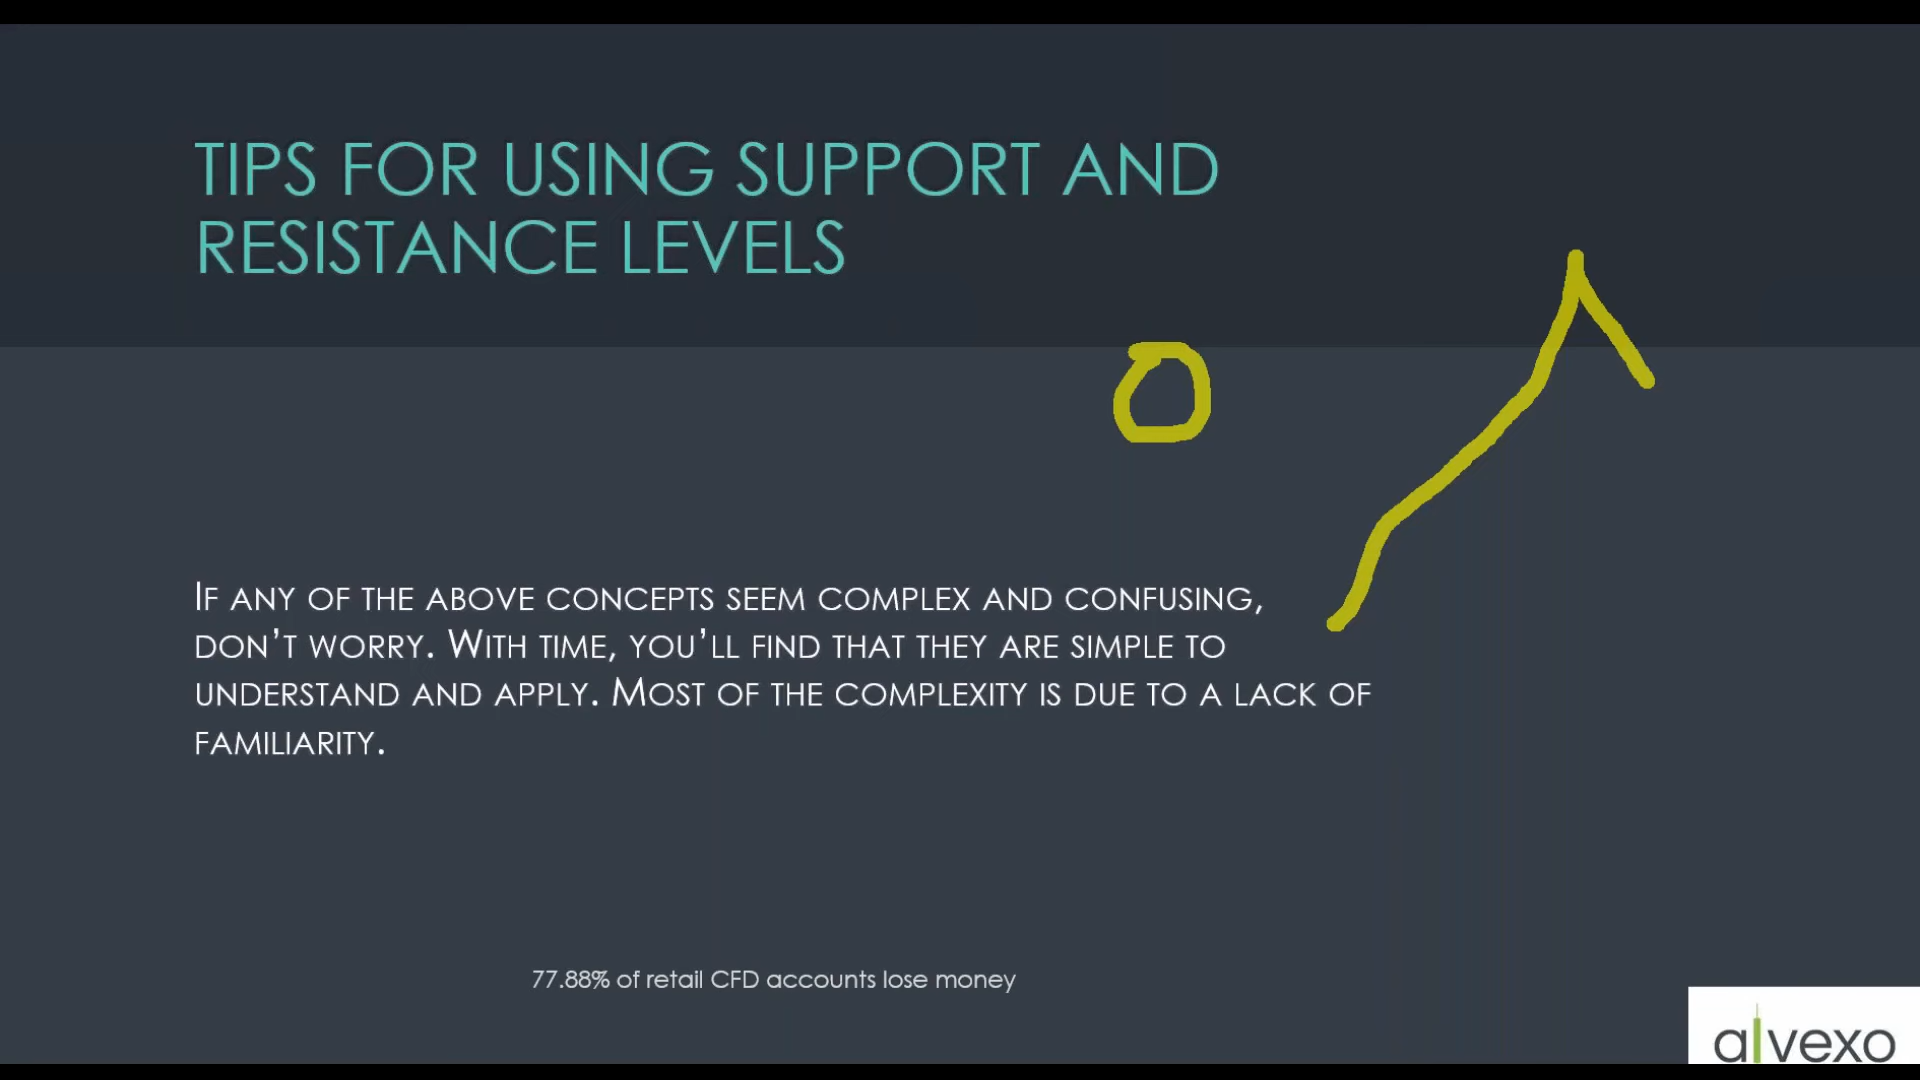 TIPS FOR USING SUPPORT AND
RESISTANCE LEVELS
IF ANY OF THE ABOVE CONCEPTS SEEM COMPLEX AND CONFUSING,
DON'T WORRY. WITH TIME, YOU'LL FIND THAT THEY ARE SIMPLE TO
UNDERSTAND AND APPLY. MOST OF THE COMPLEXITY IS DUE TO A LACK OF
FAMILIARITY.
77.88% of retail CFD accounts lose money
alvexo